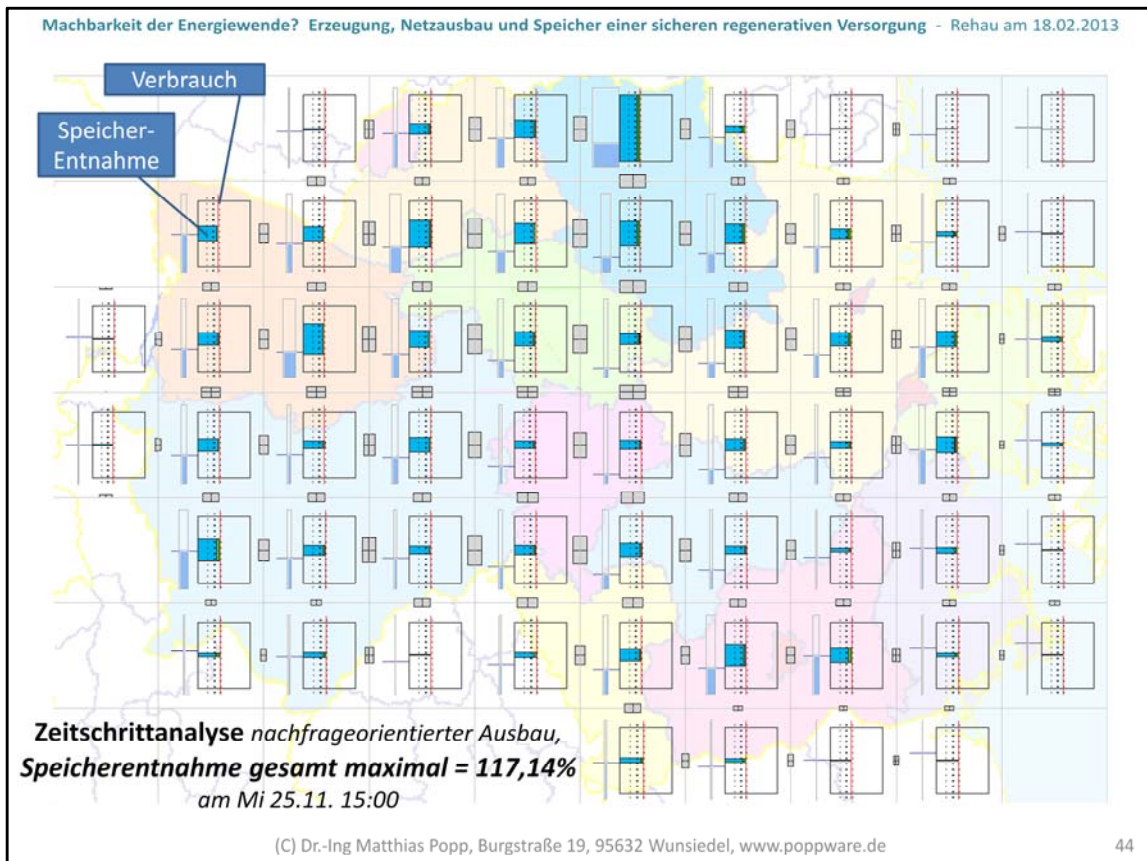 Machbarkeit der Energiewende? Erzeugung, Netzausbau und Speicher einer sicheren regenerativen Versorgung - Rehau am 18.02.2013
Verbrauch
Speicher-
Entnahme
Zeitschrittanalyse nachfrageorientierter Ausbau,
Speicherentnahme gesamt maximal = 117,14%
am Mi 25.11. 15:00
(C) Dr.-Ing Matthias Popp, Burgstraße 19, 95632 Wunsiedel, www.poppware.de
44